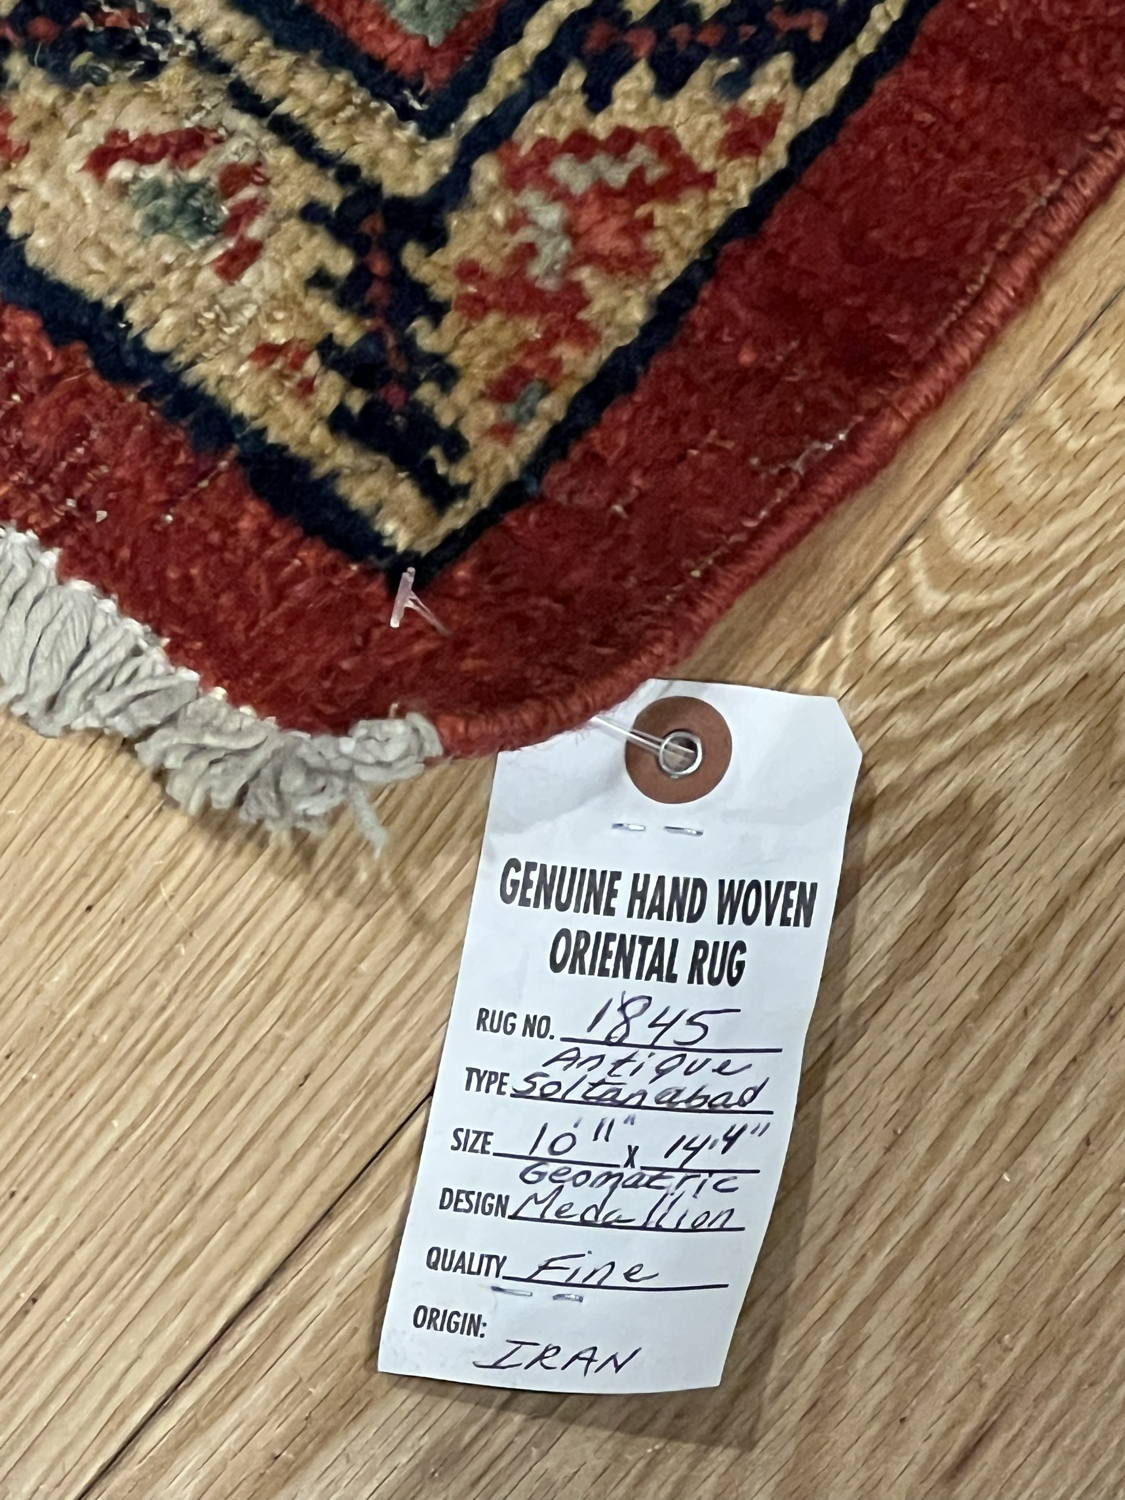 GENUINE HAND WOVEN
ORIENTAL RUG
RUG NO. 1845
Antique
TYPE Soltanabad
SIZE 10'11" x 14'4"
Geomatric
DESIGN Medallion
QUALITY Fine
ORIGIN:
IRAN